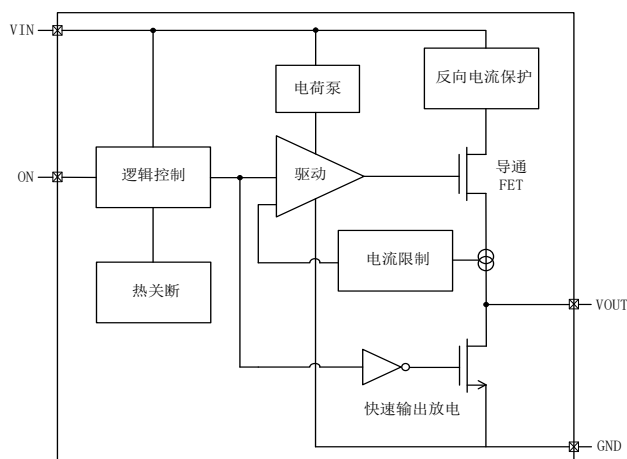 VIN
电荷泵
反向电流保护
ON
逻辑控制
驱动
导通
FET
电流限制
热关断
VOUT
快速输出放电
GND